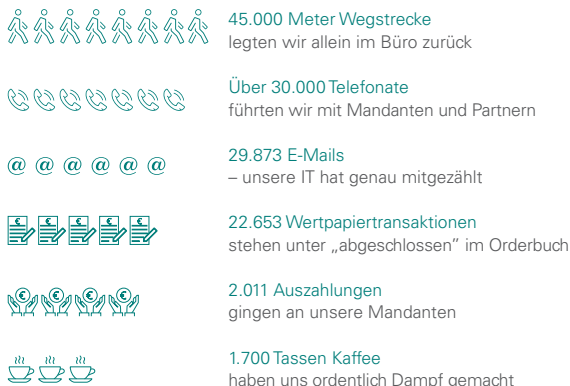 45.000 Meter Wegstrecke
legten wir allein im Büro zurück
Über 30.000 Telefonate
führten wir mit Mandanten und Partnern
@ @ @ @ @ @
29.873 E-Mails
– unsere IT hat genau mitgezählt
€ € € € €
22.653 Wertpapiertransaktionen
stehen unter „abgeschlossen” im Orderbuch
€ € € €
2.011 Auszahlungen
gingen an unsere Mandanten
1.700 Tassen Kaffee
haben uns ordentlich Dampf gemacht